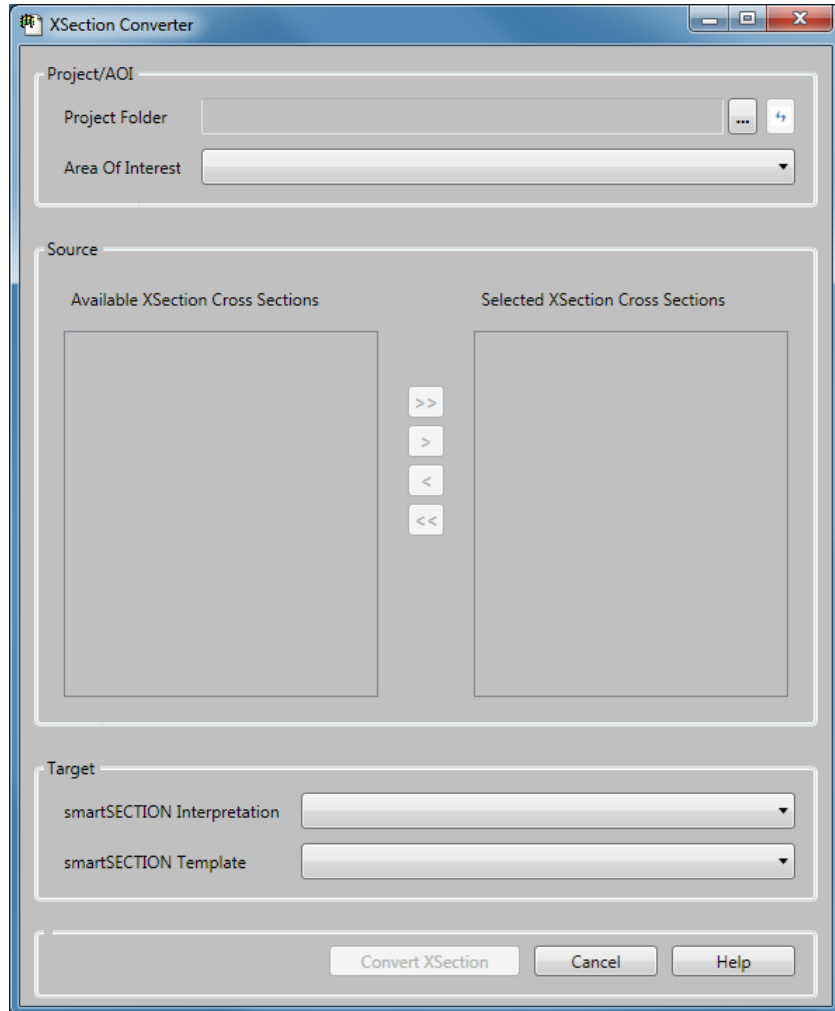 XSection Converter
Project/AOI
Project Folder
...
Area Of Interest
Source
Available XSection Cross Sections
Selected XSection Cross Sections
>>
>
<
<<
Target
smartSECTION Interpretation
smartSECTION Template
Convert XSection
Cancel
Help